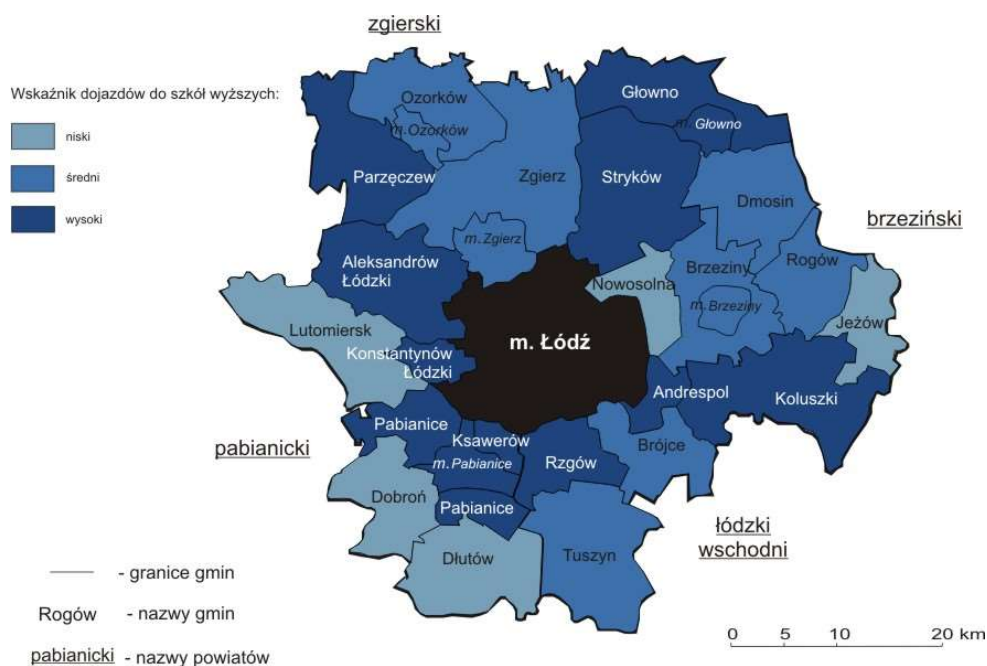 zgierski
Wskaźnik dojazdów do szkół wyższych:
niski
średni
wysoki
Ozorków
m. Ozorków
Głowno
m. Głowno
Parzęczew
Zgierz
Stryków
Dmosin
brzeziński
m. Zgierz
Aleksandrów
Łódzki
Nowosolna
Brzeziny
Rogów
m. Brzeziny
Jeżów
Lutomiersk
m. Łódź
Konstantynów
Łódzki
Andrespol
Koluszki
Pabianice
Ksawerów
pabianicki
m. Pabianice
Rzgów
Brójce
Dobroń
Pabianice
łódzki
wschodni
Dłutów
Tuszyn
- granice gmin
Rogów - nazwy gmin
pabianicki - nazwy powiatów
0 5 10 20 km